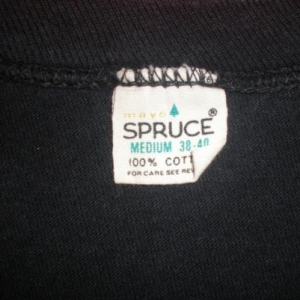 mayo
SPRUCE®
MEDIUM 38-40
100% COTT
FOR CARE SEE REV